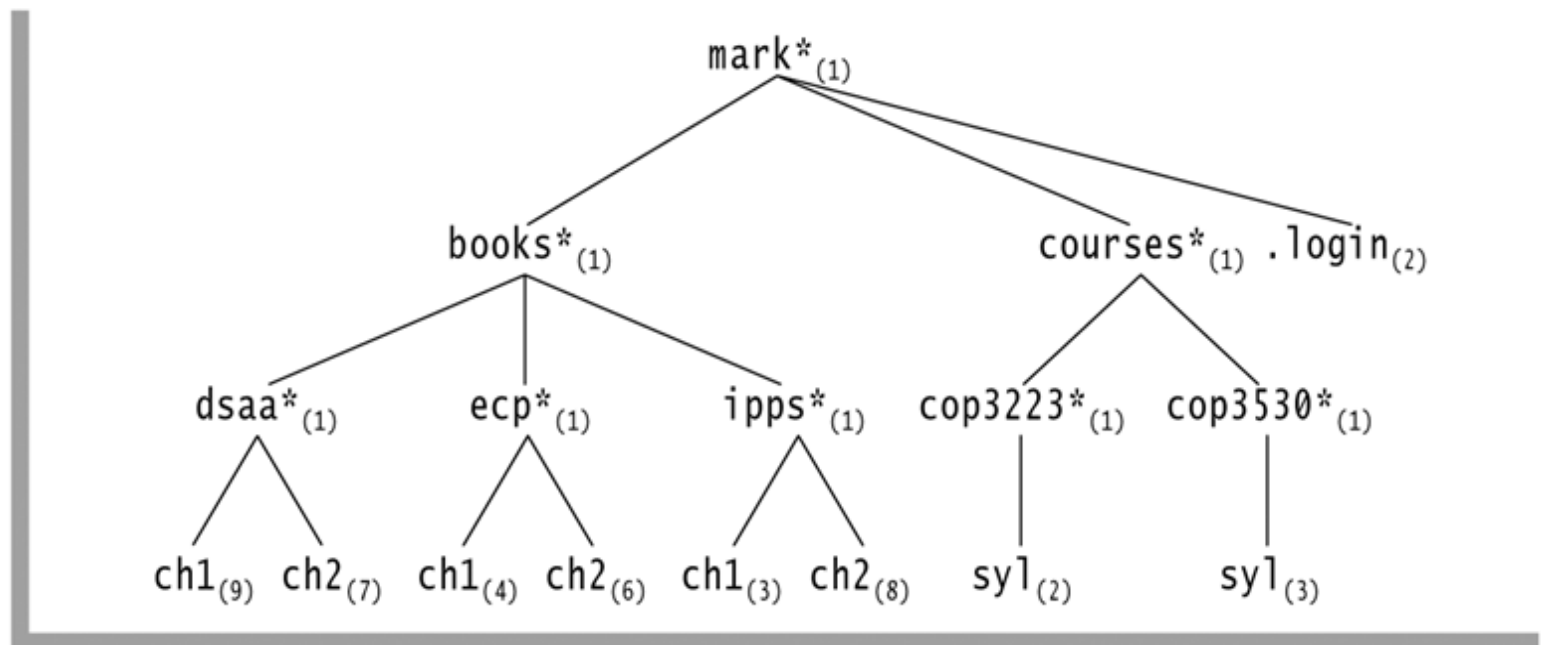 mark*(1)
books*(1) courses*(1) .login(2)
dsaa*(1) ecp*(1) ipps*(1) cop3223*(1) cop3530*(1)
ch1(9) ch2(7) ch1(4) ch2(6) ch1(3) ch2(8) syl(2) syl(3)